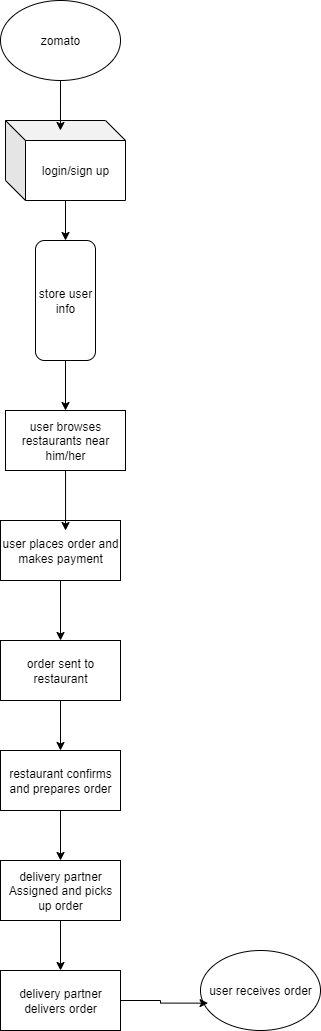 zomato
login/sign up
store user
info
user browses
restaurants near
him/her
user places order and
makes payment
order sent to
restaurant
restaurant confirms
and prepares order
delivery partner
Assigned and picks
up order
delivery partner
delivers order
user receives order